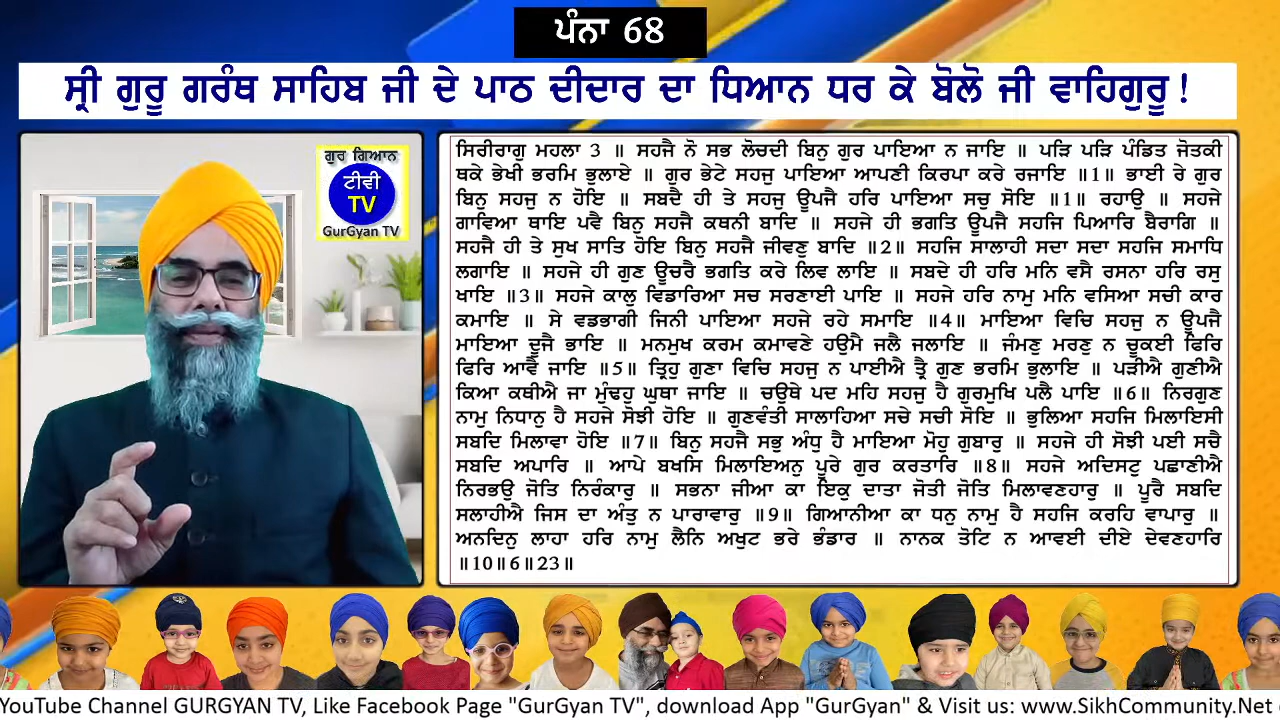 ਪੰਨਾ 68
ਸ੍ਰੀ ਗੁਰੂ ਗਰੰਥ ਸਾਹਿਬ ਜੀ ਦੇ ਪਾਠ ਦੀਦਾਰ ਦਾ ਧਿਆਨ ਧਰ ਕੇ ਬੋਲੋ ਜੀ ਵਾਹਿਗੁਰੂ!
ਗੁਰ ਗਿਆਨ
ਟੀਵੀ
TV
GurGyan TV
ਸਿਰੀਰਾਗੁ ਮਹਲਾ 3 ॥ ਸਹਜੈ ਨੋ ਸਭ ਲੋਚਦੀ ਬਿਨੁ ਗੁਰ ਪਾਇਆ ਨ ਜਾਇ ॥ ਪੜਿ ਪੜਿ ਪੰਡਿਤ ਜੋਤਕੀ
ਥਕੇ ਭੇਖੀ ਭਰਮਿ ਭੁਲਾਏ ॥ ਗੁਰ ਭੇਟੇ ਸਹਜੁ ਪਾਇਆ ਆਪਣੀ ਕਿਰਪਾ ਕਰੇ ਰਜਾਇ ॥1॥ ਭਾਈ ਰੇ ਗੁਰ
ਬਿਨੁ ਸਹਜੁ ਨ ਹੋਇ ॥ ਸਬਦੈ ਹੀ ਤੇ ਸਹਜੁ ਊਪਜੈ ਹਰਿ ਪਾਇਆ ਸਚੁ ਸੋਇ ॥1॥ ਰਹਾਉ ॥ ਸਹਜੇ
ਗਾਵਿਆ ਥਾਇ ਪਵੈ ਬਿਨੁ ਸਹਜੈ ਕਥਨੀ ਬਾਦਿ ॥ ਸਹਜੇ ਹੀ ਭਗਤਿ ਊਪਜੈ ਸਹਜਿ ਪਿਆਰਿ ਬੈਰਾਗਿ ॥
ਸਹਜੈ ਹੀ ਤੇ ਸੁਖ ਸਾਤਿ ਹੋਇ ਬਿਨੁ ਸਹਜੈ ਜੀਵਣੁ ਬਾਦਿ ॥2॥ ਸਹਜਿ ਸਾਲਾਹੀ ਸਦਾ ਸਦਾ ਸਹਜਿ ਸਮਾਧਿ
ਲਗਾਇ ॥ ਸਹਜੇ ਹੀ ਗੁਣ ਊਚਰੈ ਭਗਤਿ ਕਰੇ ਲਿਵ ਲਾਇ ॥ ਸਬਦੇ ਹੀ ਹਰਿ ਮਨਿ ਵਸੈ ਰਸਨਾ ਹਰਿ ਰਸੁ
ਖਾਇ ॥3॥ ਸਹਜੇ ਕਾਲੁ ਵਿਡਾਰਿਆ ਸਚ ਸਰਣਾਈ ਪਾਇ ॥ ਸਹਜੇ ਹਰਿ ਨਾਮੁ ਮਨਿ ਵਸਿਆ ਸਚੀ ਕਾਰ
ਕਮਾਇ ॥ ਸੇ ਵਡਭਾਗੀ ਜਿਨੀ ਪਾਇਆ ਸਹਜੇ ਰਹੇ ਸਮਾਇ ॥4॥ ਮਾਇਆ ਵਿਚਿ ਸਹਜੁ ਨ ਊਪਜੈ
ਮਾਇਆ ਦੂਜੈ ਭਾਇ ॥ ਮਨਮੁਖ ਕਰਮ ਕਮਾਵਣੇ ਹਉਮੈ ਜਲੈ ਜਲਾਇ ॥ ਜੰਮਣੁ ਮਰਣੁ ਨ ਚੂਕਈ ਫਿਰਿ
ਫਿਰਿ ਆਵੈ ਜਾਇ ॥5॥ ਤ੍ਰਿਹੁ ਗੁਣਾ ਵਿਚਿ ਸਹਜੁ ਨ ਪਾਈਐ ਤ੍ਰੈ ਗੁਣ ਭਰਮਿ ਭੁਲਾਇ ॥ ਪੜੀਐ ਗੁਣੀਐ
ਕਿਆ ਕਥੀਐ ਜਾ ਮੁੰਢਹੁ ਘੁਥਾ ਜਾਇ ॥ ਚਉਥੇ ਪਦ ਮਹਿ ਸਹਜੁ ਹੈ ਗੁਰਮੁਖਿ ਪਲੈ ਪਾਇ ॥6॥ ਨਿਰਗੁਣ
ਨਾਮੁ ਨਿਧਾਨੁ ਹੈ ਸਹਜੇ ਸੋਝੀ ਹੋਇ ॥ ਗੁਣਵੰਤੀ ਸਾਲਾਹਿਆ ਸਚੇ ਸਚੀ ਸੋਇ ॥ ਭੁਲਿਆ ਸਹਜਿ ਮਿਲਾਇਸੀ
ਸਬਦਿ ਮਿਲਾਵਾ ਹੋਇ ॥7॥ ਬਿਨੁ ਸਹਜੈ ਸਭੁ ਅੰਧੁ ਹੈ ਮਾਇਆ ਮੋਹੁ ਗੁਬਾਰੁ ॥ ਸਹਜੇ ਹੀ ਸੋਝੀ ਪਈ ਸਚੈ
ਸਬਦਿ ਅਪਾਰਿ ॥ ਆਪੇ ਬਖਸਿ ਮਿਲਾਇਅਨੁ ਪੂਰੇ ਗੁਰ ਕਰਤਾਰਿ ॥8॥ ਸਹਜੇ ਅਦਿਸਟੁ ਪਛਾਣੀਐ
ਨਿਰਭਉ ਜੋਤਿ ਨਿਰੰਕਾਰੁ ॥ ਸਭਨਾ ਜੀਆ ਕਾ ਇਕੁ ਦਾਤਾ ਜੋਤੀ ਜੋਤਿ ਮਿਲਾਵਣਹਾਰੁ ॥ ਪੂਰੈ ਸਬਦਿ
ਸਲਾਹੀਐ ਜਿਸ ਦਾ ਅੰਤੁ ਨ ਪਾਰਾਵਾਰੁ ॥9॥ ਗਿਆਨੀਆ ਕਾ ਧਨੁ ਨਾਮੁ ਹੈ ਸਹਜਿ ਕਰਹਿ ਵਾਪਾਰੁ ॥
ਅਨਦਿਨੁ ਲਾਹਾ ਹਰਿ ਨਾਮੁ ਲੈਨਿ ਅਖੁਟ ਭਰੇ ਭੰਡਾਰ ॥ ਨਾਨਕ ਤੋਟਿ ਨ ਆਵਈ ਦੀਏ ਦੇਵਣਹਾਰਿ
॥10॥6॥23॥
YouTube Channel GURGYAN TV, Like Facebook Page "GurGyan TV", download App "GurGyan" & Visit us: www.SikhCommunity.Net